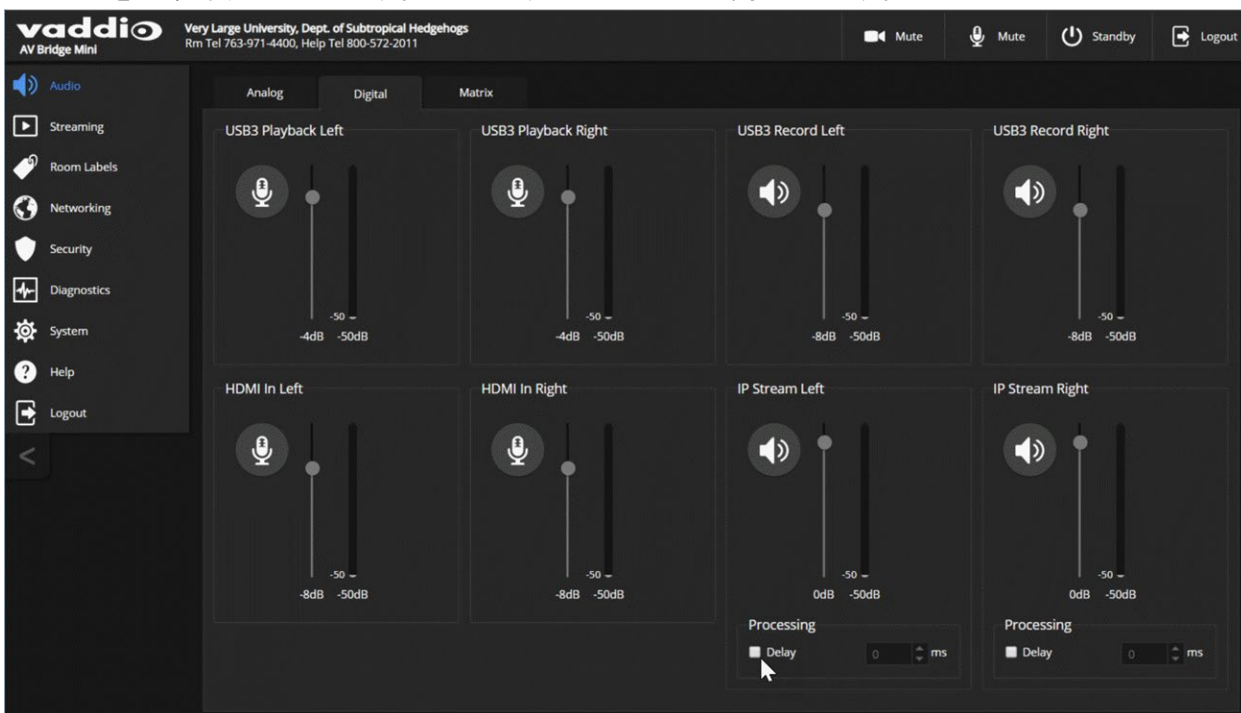 vaddio
AV Bridge Mini
Very Large University, Dept. of Subtropical Hedgehogs
Rm Tel 763-971-4400, Help Tel 800-572-2011
Mute
Mute
Standby
Logout
Audio
Streaming
Room Labels
Networking
Security
Diagnostics
System
Help
Logout
<
Analog Digital Matrix
USB3 Playback Left
-50
-4dB -50dB
USB3 Playback Right
-50
-4dB -50dB
USB3 Record Left
-50
-8dB -50dB
USB3 Record Right
-50
-8dB -50dB
HDMI In Left
-50
-8dB -50dB
HDMI In Right
-50
-8dB -50dB
IP Stream Left
-50
0dB -50dB
Processing
Delay 0 ms
IP Stream Right
-50
0dB -50dB
Processing
Delay 0 ms